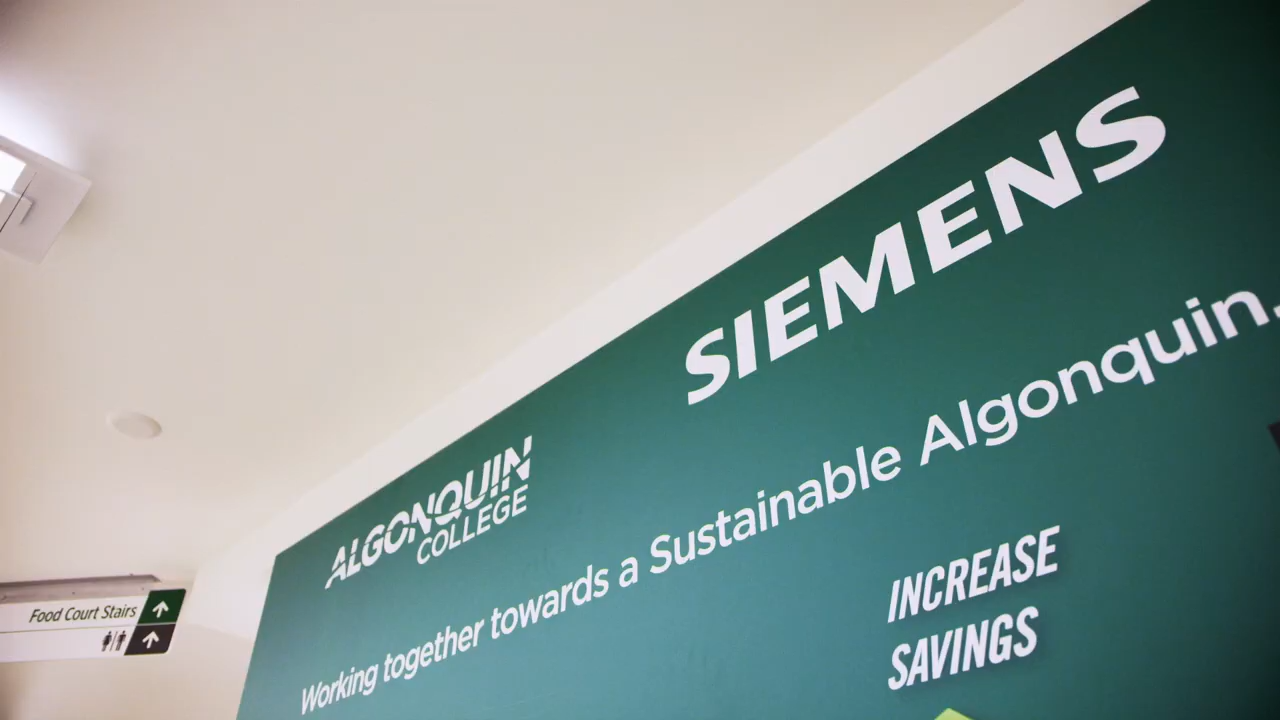 SIEMENS
ALGONQUIN
COLLEGE
Working together towards a Sustainable Algonquin.
INCREASE
SAVINGS
Food Court Stairs